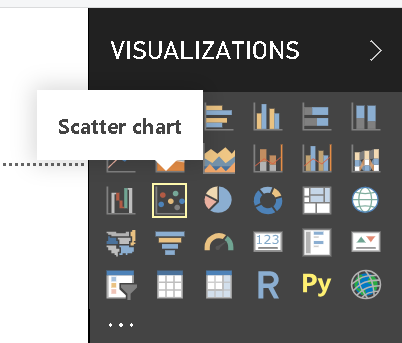 VISUALIZATIONS
Scatter chart
123
R
Py
...